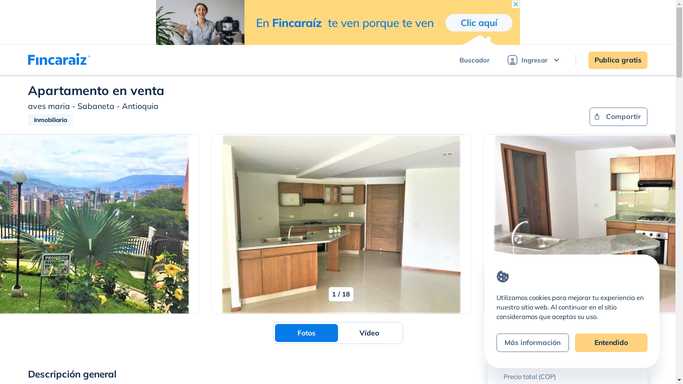 En Fincaraíz te ven porque te ven
Clic aquí
Fincaraíz
Buscador
Ingresar
Publica gratis
Apartamento en venta
aves maria - Sabaneta - Antioquia
Inmobiliaria
Compartir
1 / 18
Utilizamos cookies para mejorar tu experiencia en
nuestro sitio web. Al continuar en el sitio
consideramos que aceptas su uso.
Más información
Entendido
Fotos
Video
Descripción general
Precio total (COP)